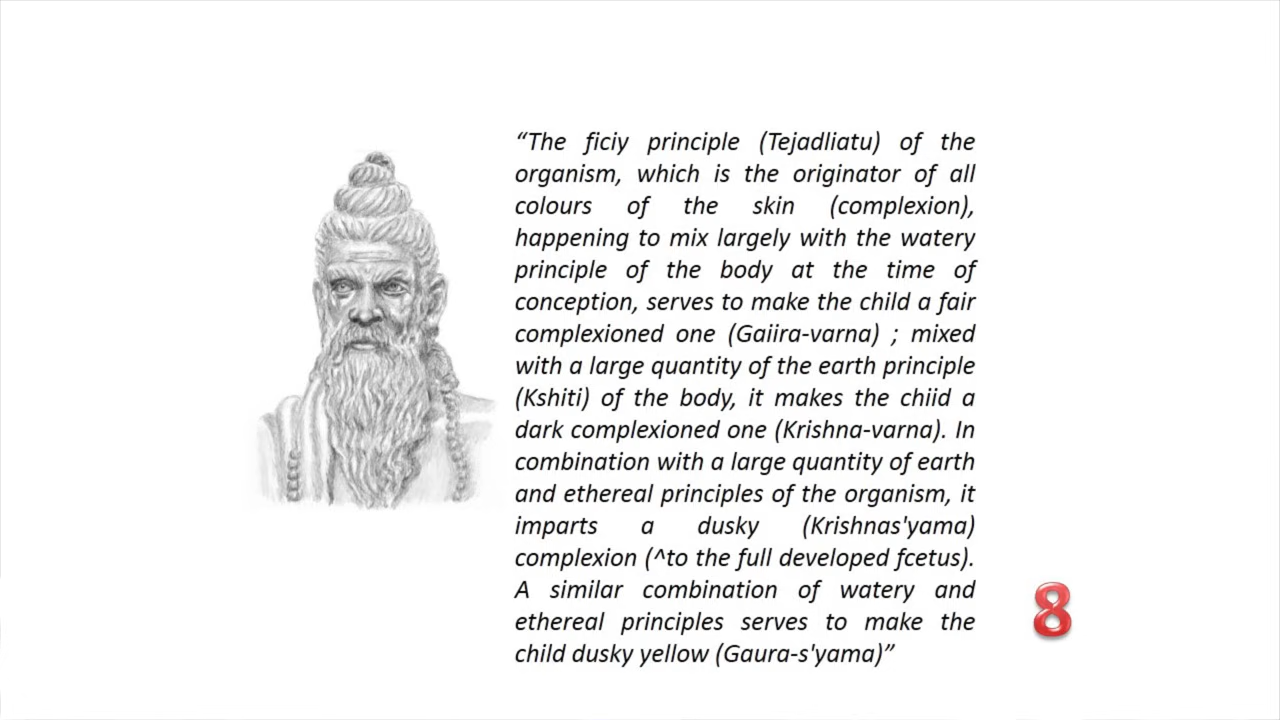 “The ficiy principle (Tejadliatu) of the
organism, which is the originator of all
colours of the skin (complexion),
happening to mix largely with the watery
principle of the body at the time of
conception, serves to make the child a fair
complexioned one (Gaiira-varna) ; mixed
with a large quantity of the earth principle
(Kshiti) of the body, it makes the chiid a
dark complexioned one (Krishna-varna). In
combination with a large quantity of earth
and ethereal principles of the organism, it
imparts a dusky (Krishnas'yama)
complexion (^to the full developed fcetus).
A similar combination of watery and
ethereal principles serves to make the
child dusky yellow (Gaura-s'yama)”
8